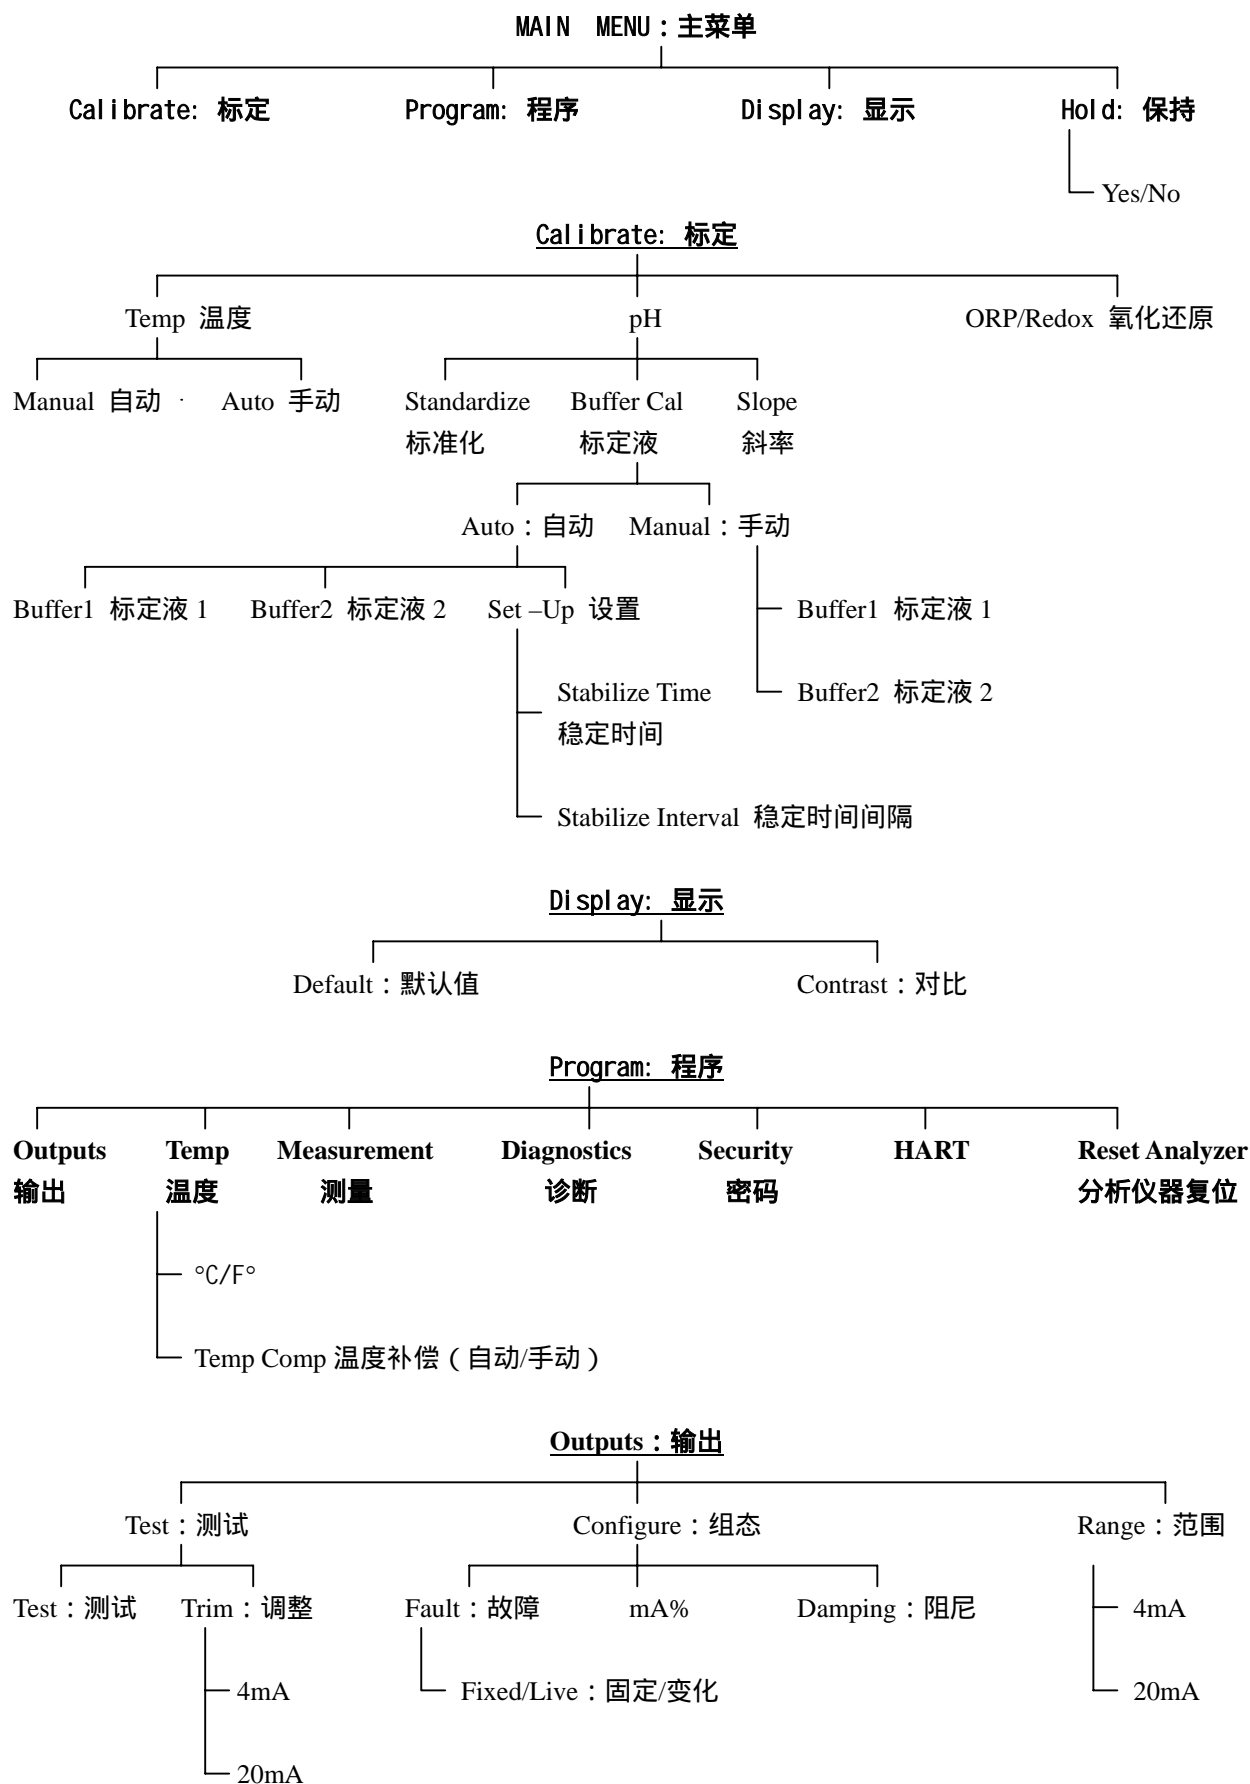 MAIN MENU：主菜单
Calibrate: 标定 Program: 程序 Display: 显示 Hold: 保持
Yes/No
Calibrate: 标定
Temp 温度 pH ORP/Redox 氧化还原
Manual 自动 · Auto 手动 Standardize Buffer Cal Slope
标准化 标定液 斜率
Auto：自动 Manual：手动
Buffer1 标定液 1 Buffer2 标定液 2 Set –Up 设置 Buffer1 标定液 1
Stabilize Time Buffer2 标定液 2
稳定时间
Stabilize Interval 稳定时间间隔
Display: 显示
Default：默认值 Contrast：对比
Program: 程序
Outputs Temp Measurement Diagnostics Security HART Reset Analyzer
输出 温度 测量 诊断 密码 分析仪器复位
°C/F°
Temp Comp 温度补偿（自动/手动）
Outputs：输出
Test：测试 Configure：组态 Range：范围
Test：测试 Trim：调整 Fault：故障 mA% Damping：阻尼 4mA
4mA Fixed/Live：固定/变化 20mA
20mA